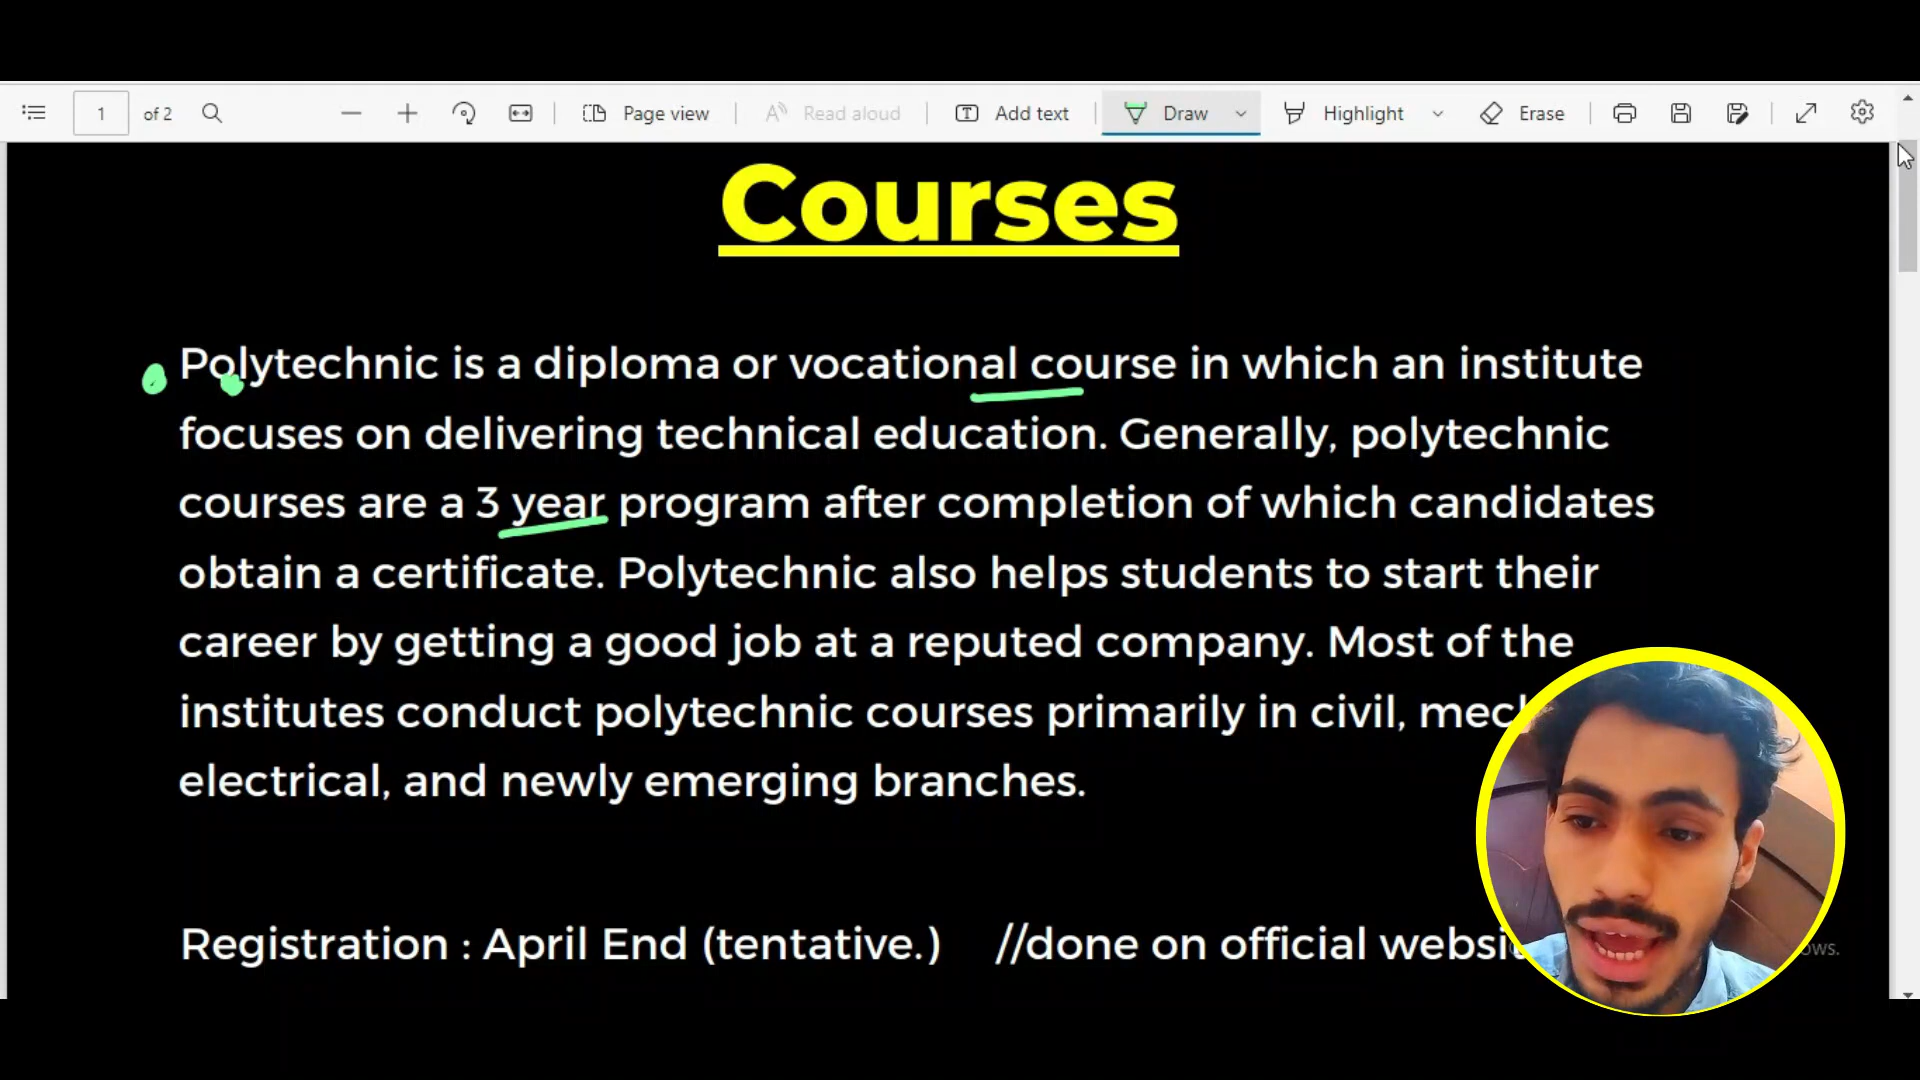 1 of 2 Page view Read aloud Add text Draw Highlight Erase
Courses
Polytechnic is a diploma or vocational course in which an institute
focuses on delivering technical education. Generally, polytechnic
courses are a 3 year program after completion of which candidates
obtain a certificate. Polytechnic also helps students to start their
career by getting a good job at a reputed company. Most of the
institutes conduct polytechnic courses primarily in civil,
electrical, and newly emerging branches.
Registration : April End (tentative.) //done on official